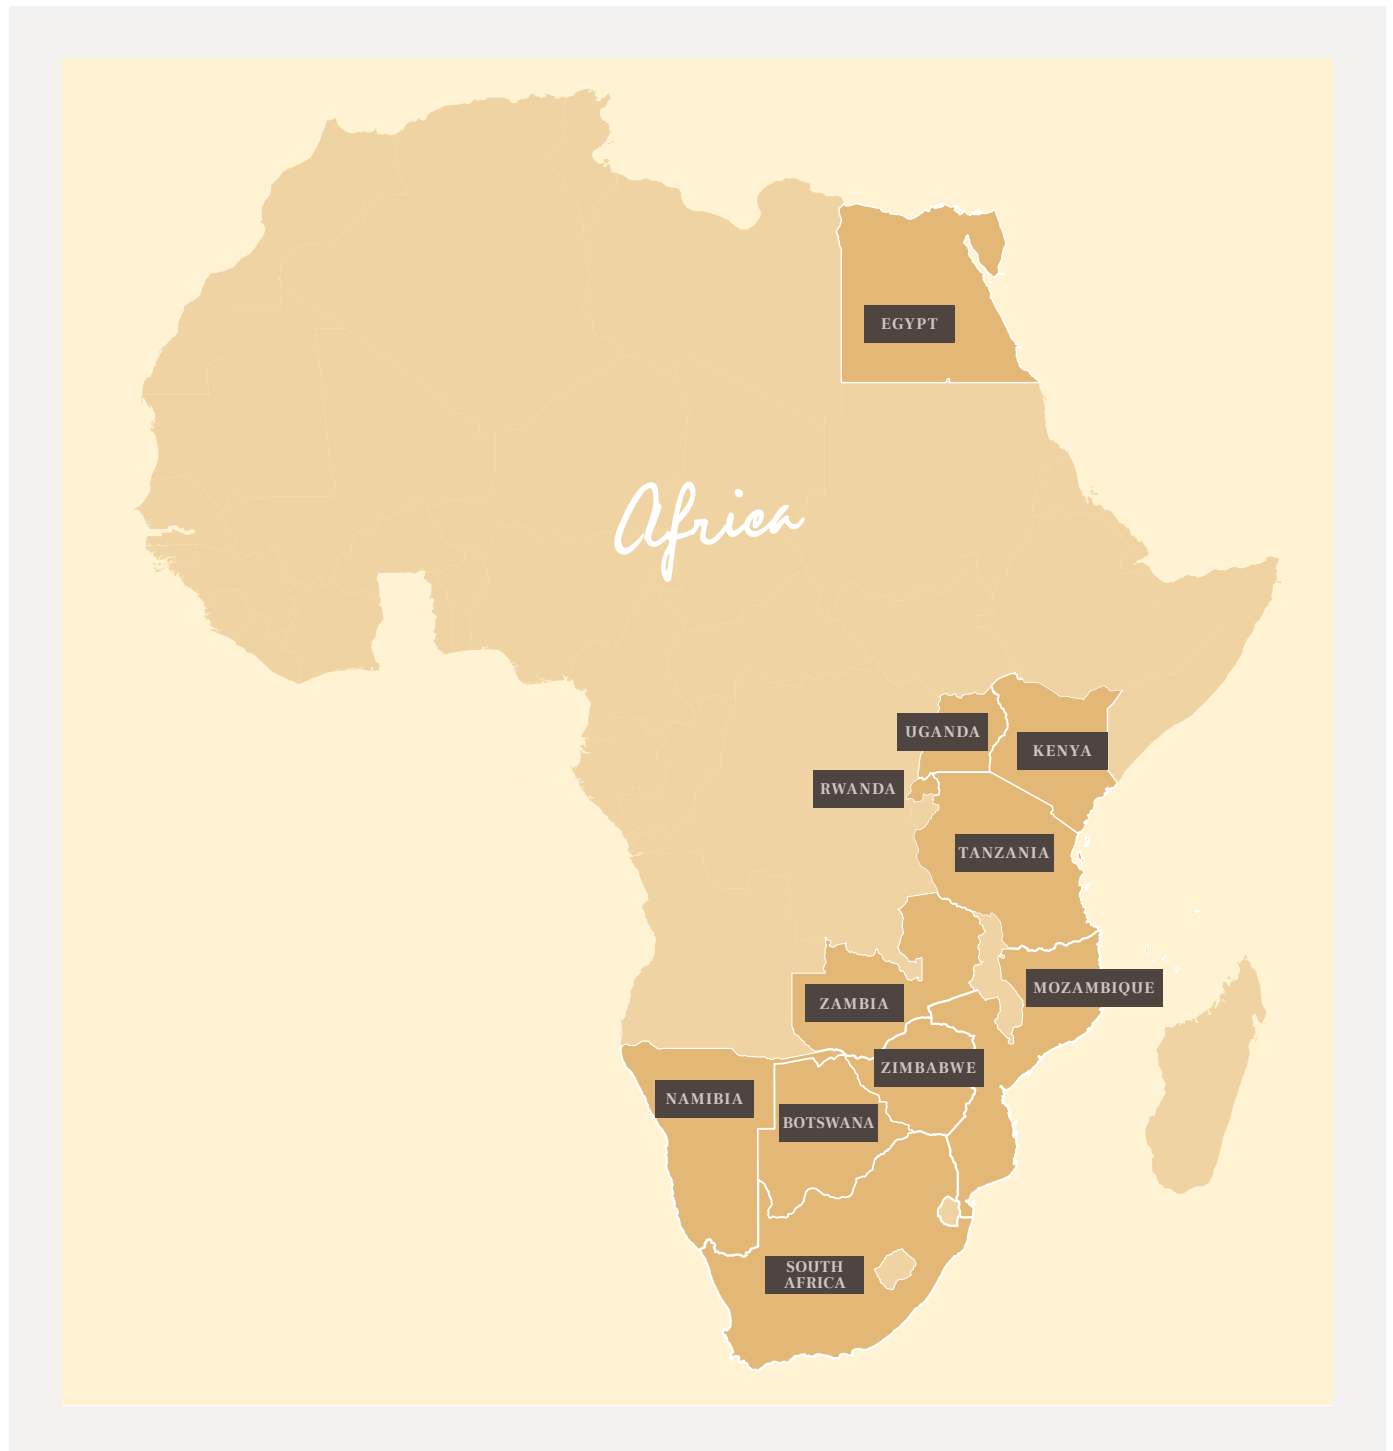 EGYPT
Africa
UGANDA
KENYA
RWANDA
TANZANIA
MOZAMBIQUE
ZAMBIA
ZIMBABWE
NAMIBIA
BOTSWANA
SOUTH
AFRICA